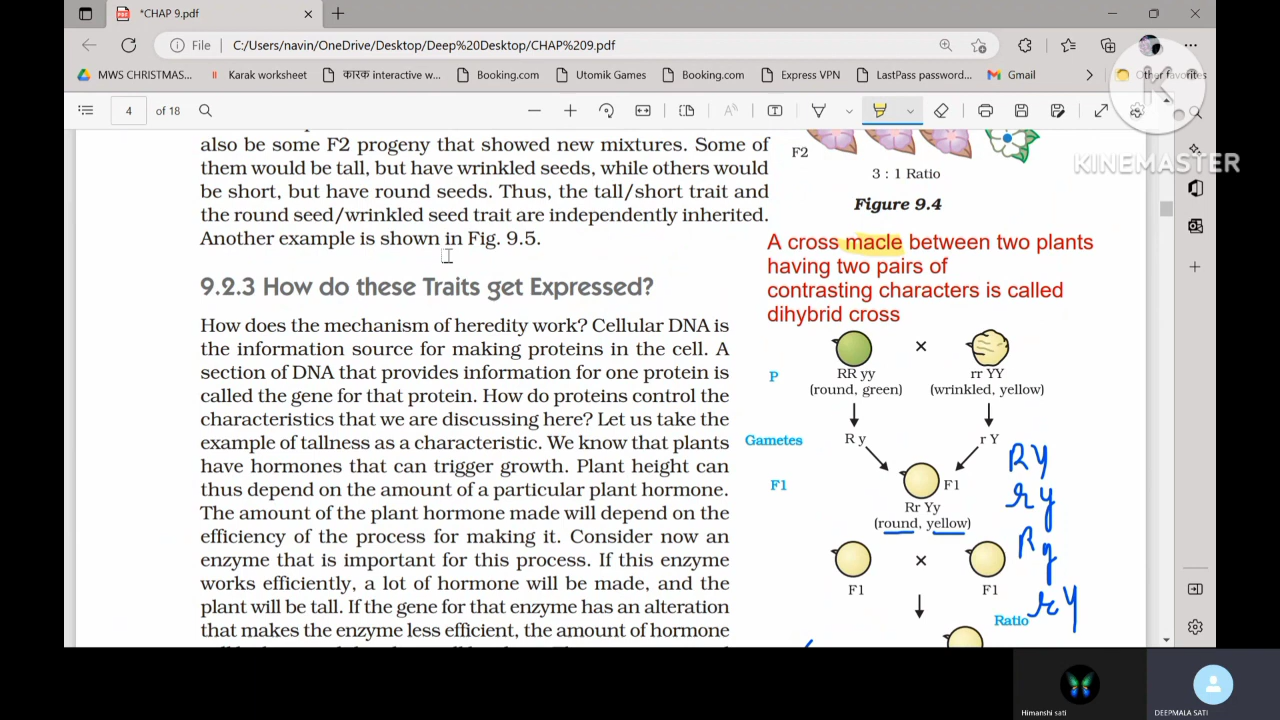 *CHAP 9.pdf
File
C:/Users/navin/OneDrive/Desktop/Deep%20Desktop/CHAP%209.pdf
MWS CHRISTMAS...
Karak worksheet
कारक interactive w...
Booking.com
Utomik Games
Booking.com
Express VPN
LastPass password...
Gmail
Other favorites
4 of 18
KINEMASTER
also be some F2 progeny that showed new mixtures. Some of
them would be tall, but have wrinkled seeds, while others would
be short, but have round seeds. Thus, the tall/short trait and
the round seed/wrinkled seed trait are independently inherited.
Another example is shown in Fig. 9.5.
9.2.3 How do these Traits get Expressed?
How does the mechanism of heredity work? Cellular DNA is
the information source for making proteins in the cell. A
section of DNA that provides information for one protein is
called the gene for that protein. How do proteins control the
characteristics that we are discussing here? Let us take the
example of tallness as a characteristic. We know that plants
have hormones that can trigger growth. Plant height can
thus depend on the amount of a particular plant hormone.
The amount of the plant hormone made will depend on the
efficiency of the process for making it. Consider now an
enzyme that is important for this process. If this enzyme
works efficiently, a lot of hormone will be made, and the
plant will be tall. If the gene for that enzyme has an alteration
that makes the enzyme less efficient, the amount of hormone
F2
3 : 1 Ratio
Figure 9.4
A cross macle between two plants
having two pairs of
contrasting characters is called
dihybrid cross
P
RR yy
(round, green)
×
rr YY
(wrinkled, yellow)
Gametes
R y
r Y
F1
F1
Rr Yy
(round, yellow)
RY
ry
Ry
rY
×
F1
F1
Ratio
Himanshi sati
DEEPMALA SATI